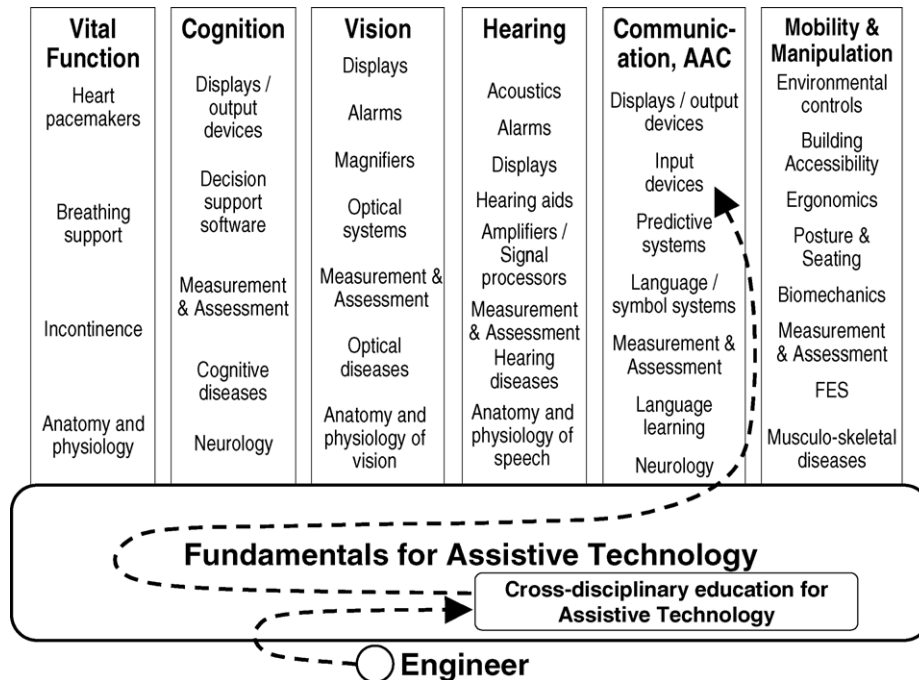 Vital
Function
Heart
pacemakers
Breathing
support
Incontinence
Anatomy and
physiology
Cognition
Displays /
output
devices
Decision
support
software
Measurement
& Assessment
Cognitive
diseases
Neurology
Vision
Displays
Alarms
Magnifiers
Optical
systems
Measurement &
Assessment
Optical
diseases
Anatomy and
physiology of
vision
Hearing
Acoustics
Alarms
Displays
Hearing aids
Amplifiers /
Signal
processors
Measurement
& Assessment
Hearing
diseases
Anatomy and
physiology of
speech
Communic-
ation, AAC
Displays / output
devices
Input
devices
Predictive
systems
Language /
symbol systems
Measurement
& Assessment
Language
learning
Neurology
Mobility &
Manipulation
Environmental
controls
Building
Accessibility
Ergonomics
Posture &
Seating
Biomechanics
Measurement
& Assessment
FES
Musculo-skeletal
diseases
Fundamentals for Assistive Technology
Cross-disciplinary education for
Assistive Technology
Engineer